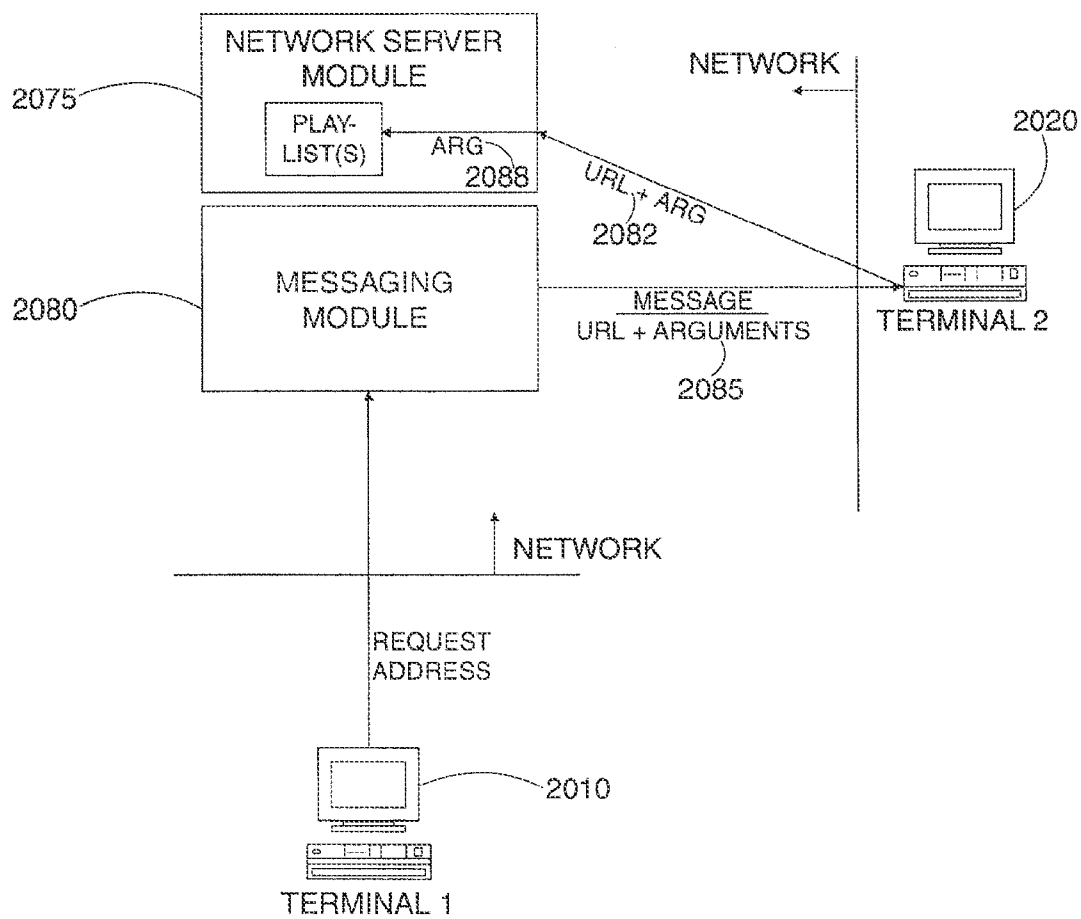 NETWORK SERVER
MODULE
2075
PLAY-
LIST(S)
ARG
2088
NETWORK
2020
URL + ARG
2082
MESSAGING
MODULE
2080
MESSAGE
URL + ARGUMENTS
2085
TERMINAL 2
NETWORK
REQUEST
ADDRESS
2010
TERMINAL 1